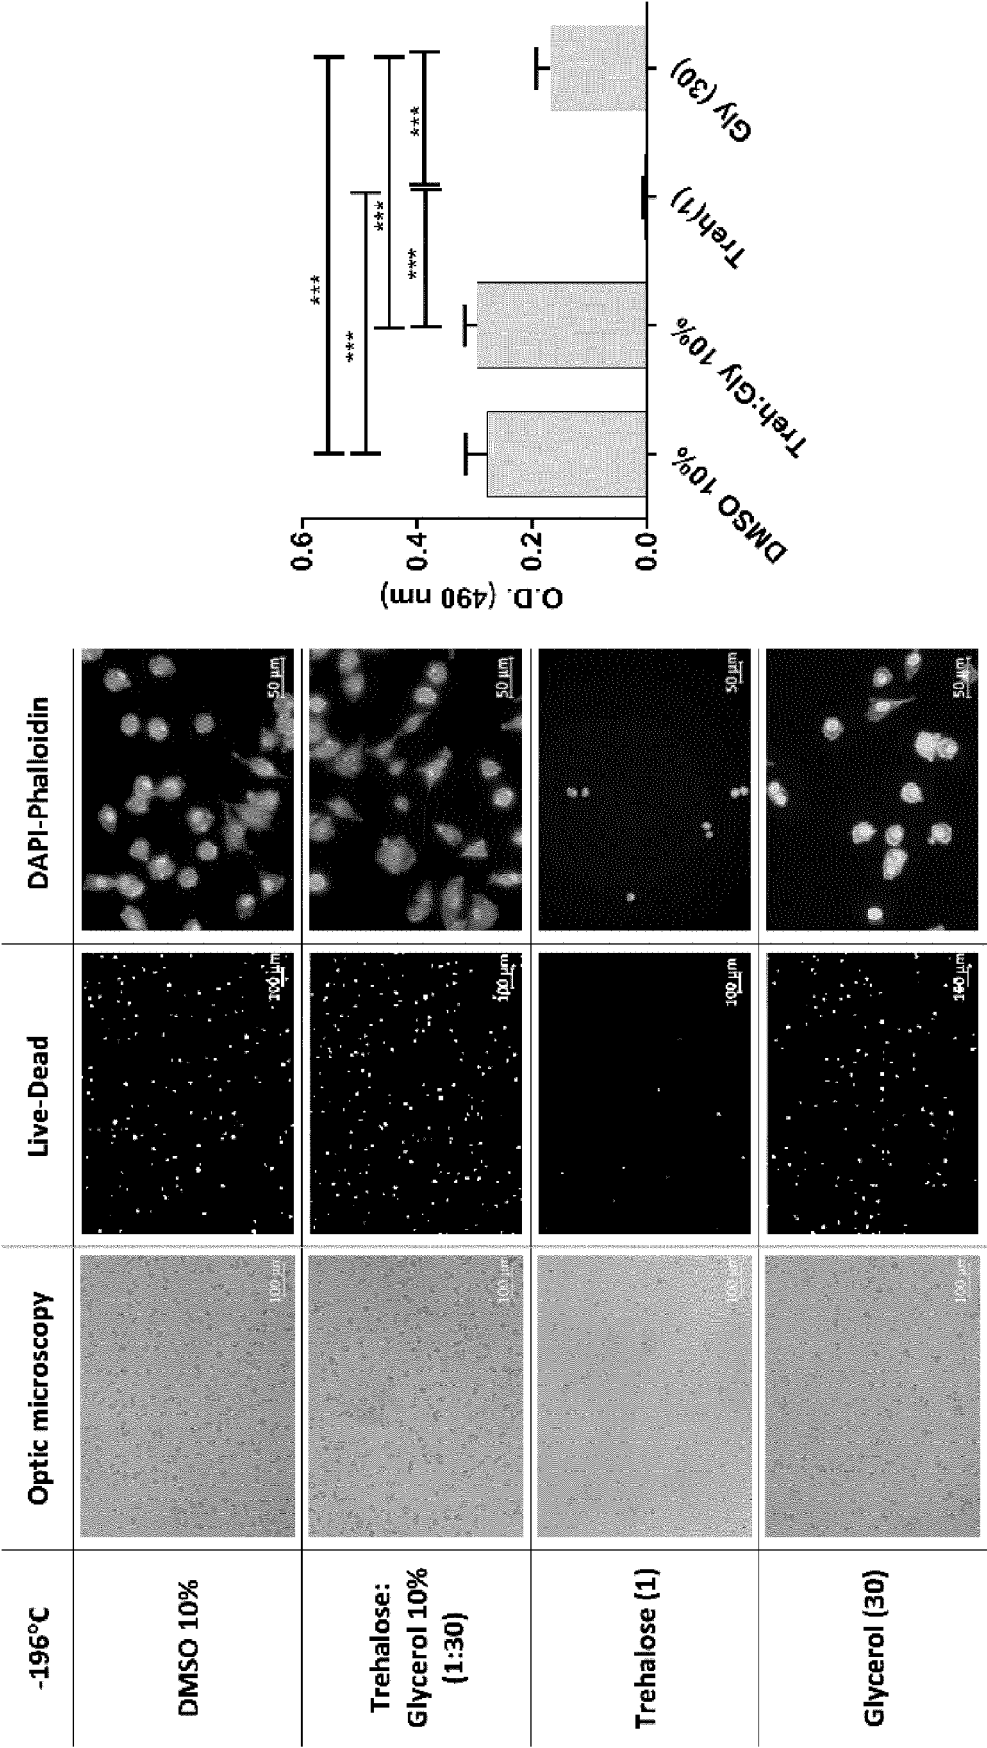 -196°C
Optic microscopy
Live-Dead
DAPI-Phalloidin
DMSO 10%
100 µm
100 µm
50 µm
Trehalose:
Glycerol 10%
(1:30)
100 µm
100 µm
50 µm
Trehalose (1)
100 µm
100 µm
50 µm
Glycerol (30)
100 µm
100 µm
50 µm
O.D. (490 nm)
0.6
0.4
0.2
0.0
***
***
***
***
***
DMSO 10%
Treh:Gly 10%
Treh(1)
Gly (30)